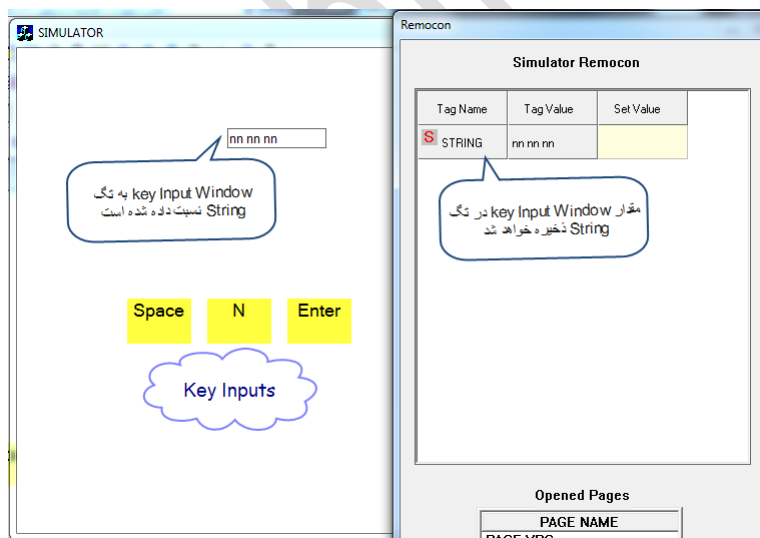 SIMULATOR
nn nn nn
key Input Window به تگ
String نسبت داده شده است
Space
N
Enter
Key Inputs
Remocon
Simulator Remocon
Tag Name
Tag Value
Set Value
S STRING
nn nn nn
مقدار key Input Window در تگ
String ذخیره خواهد شد
Opened Pages
PAGE NAME